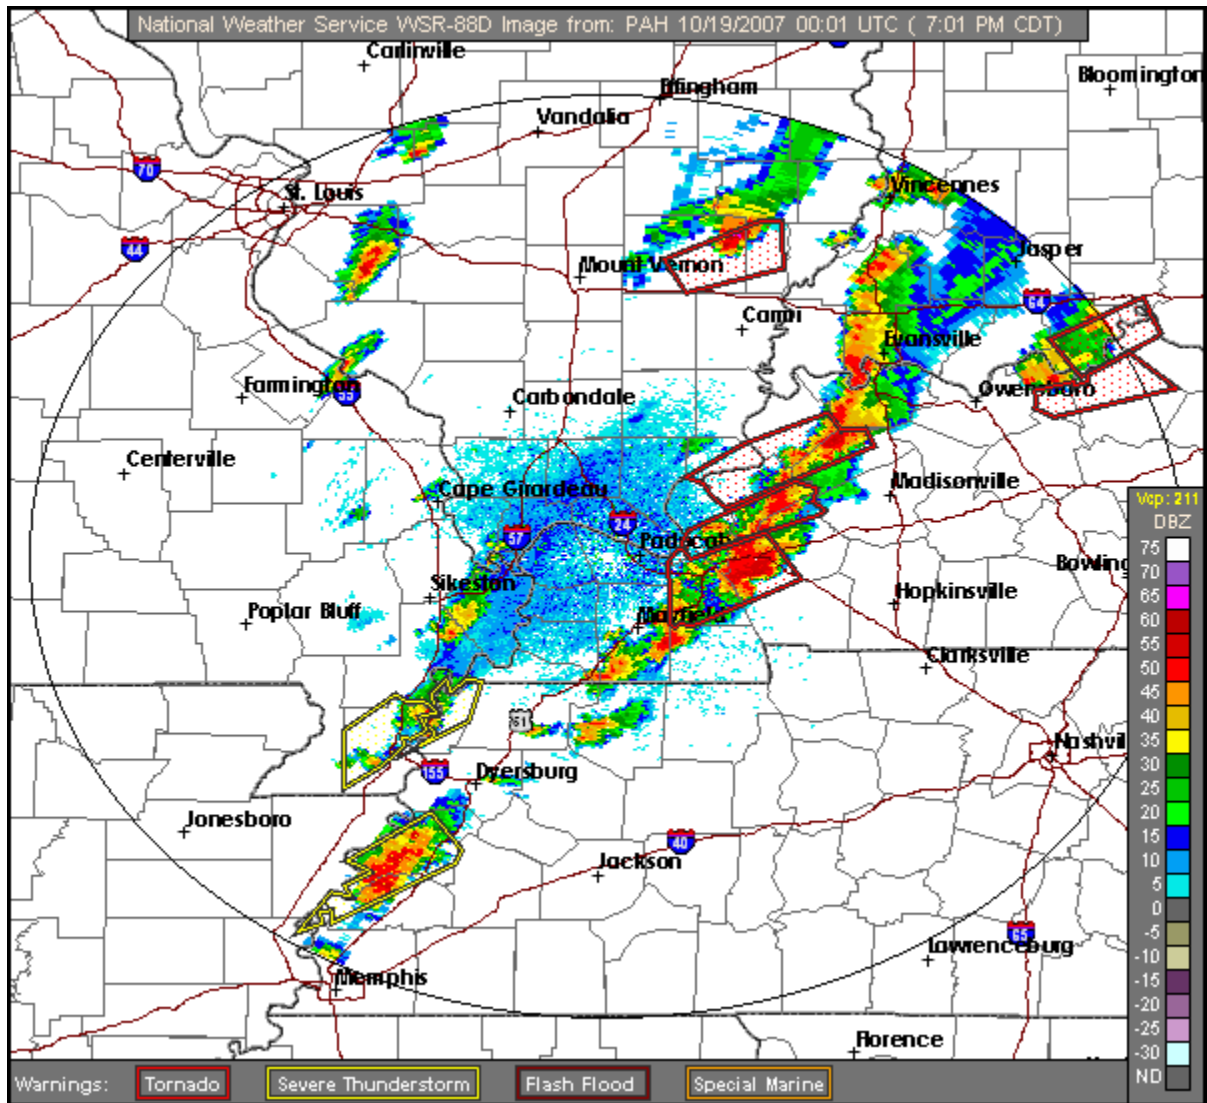 National Weather Service WSR-88D Image from: PAH 10/19/2007 00:01 UTC ( 7:01 PM CDT)
Carlinville
Effingham
Bloomington
Vandalia
70
St. Louis
Vincennes
44
Mount Vernon
Jasper
64
Carmi
Evansville
Farmington
55
Carbondale
Owensboro
Centerville
Cape Girardeau
Madisonville
57
24
Paducah
Sikeston
Bowling
Poplar Bluff
Mayfield
Hopkinsville
Clarksville
61
Nashvil
155
Dyersburg
Jonesboro
40
Jackson
65
Lawrenceburg
Memphis
Florence
Vcp: 211
DBZ
75
70
65
60
55
50
45
40
35
30
25
20
15
10
5
0
-5
-10
-15
-20
-25
-30
ND
Warnings: Tornado Severe Thunderstorm Flash Flood Special Marine